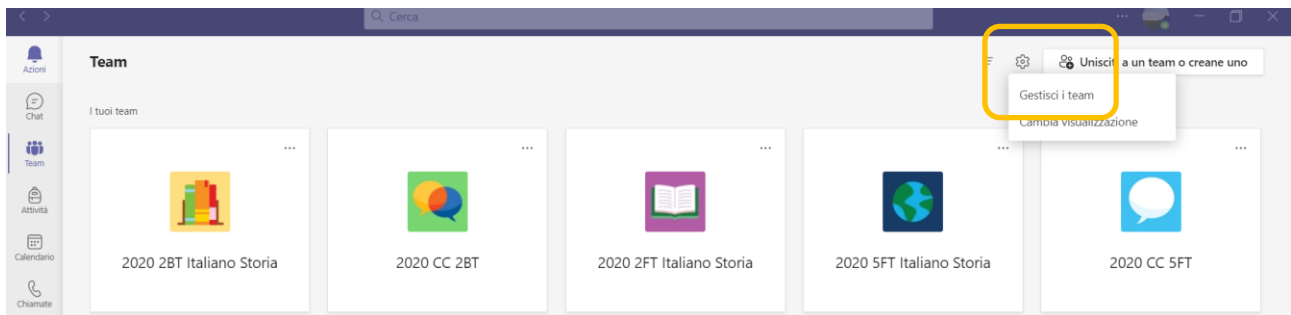 Cerca
Azioni
Chat
Team
Attività
Calendario
Chiamate
Team
Unisciti a un team o creane uno
Gestisci i team
Cambia visualizzazione
I tuoi team
2020 2BT Italiano Storia
2020 CC 2BT
2020 2FT Italiano Storia
2020 5FT Italiano Storia
2020 CC 5FT